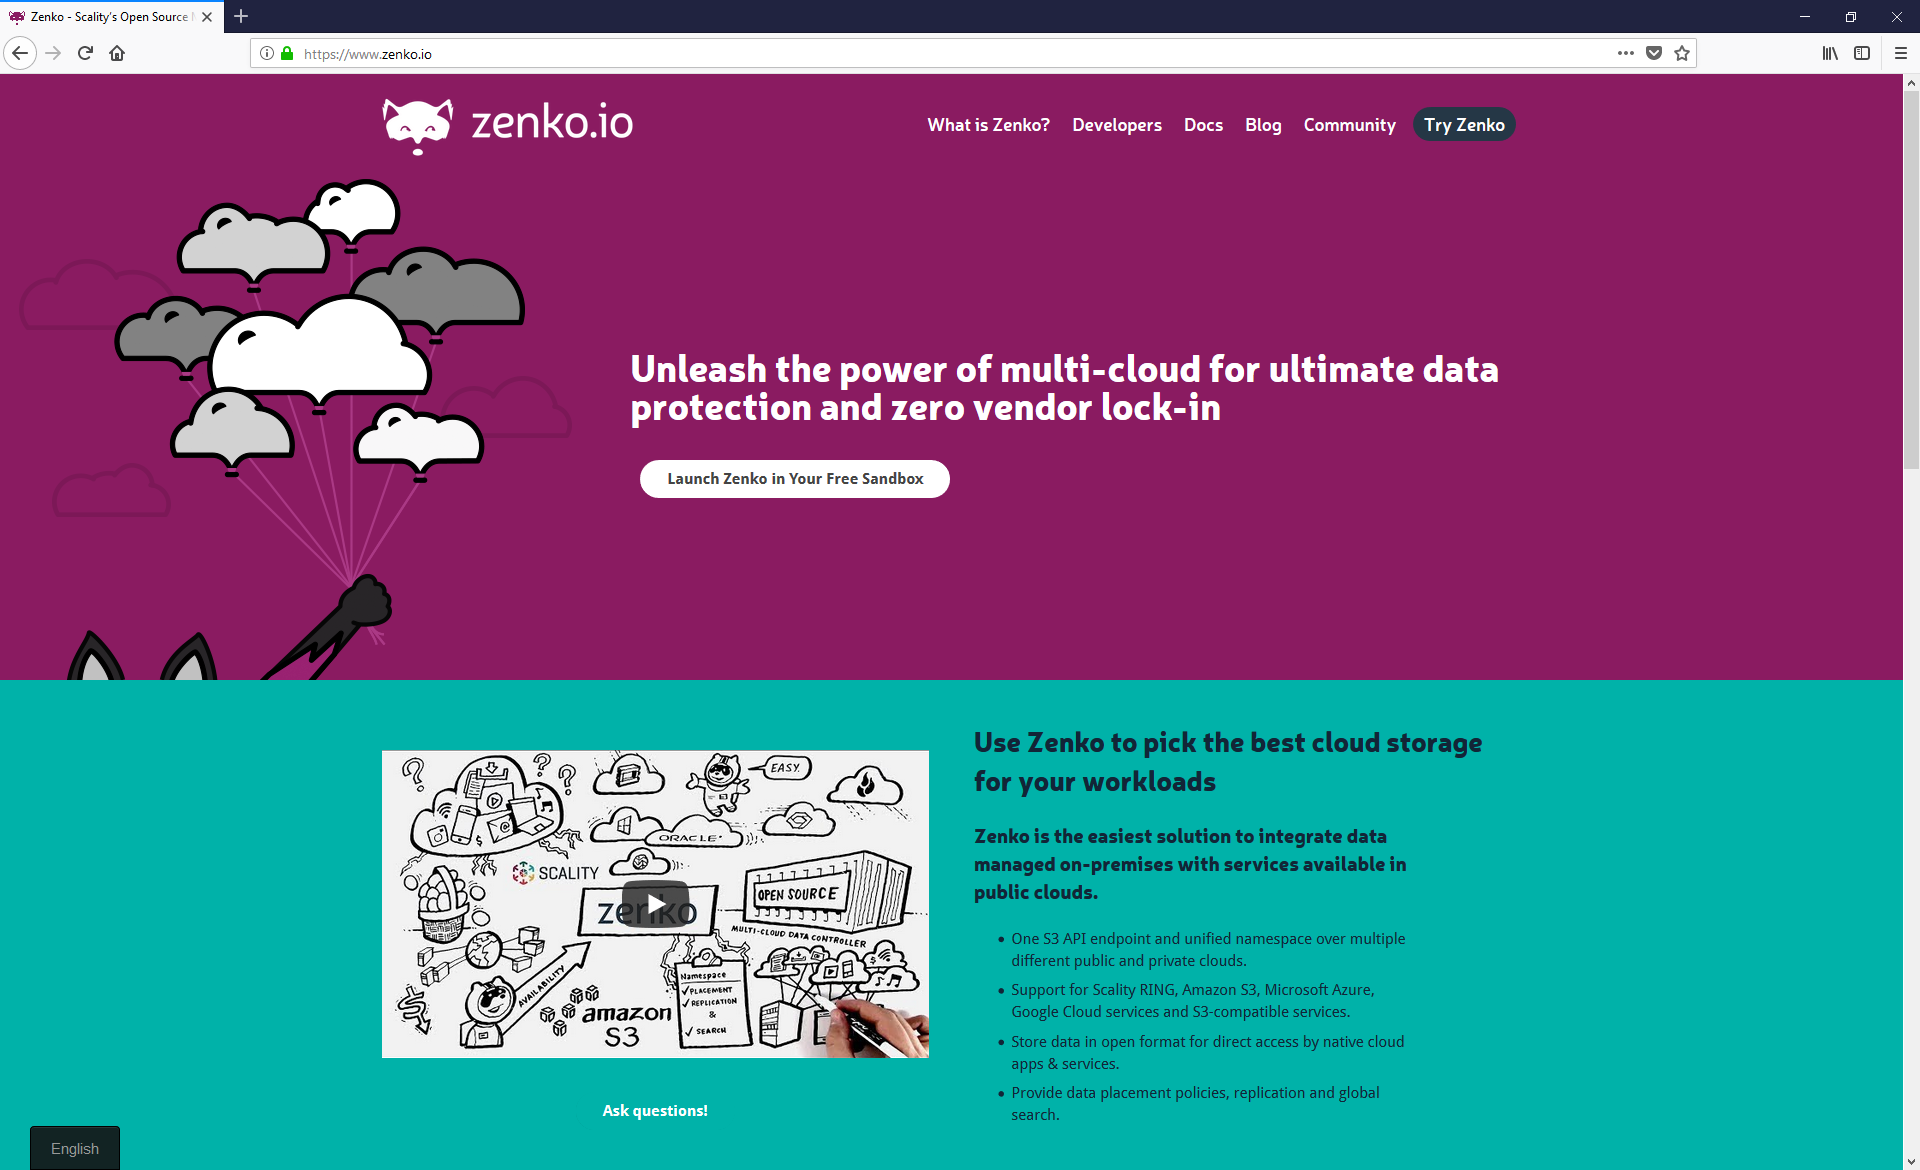 Zenko - Scality's Open Source
https://www.zenko.io
zenko.io
What is Zenko?
Developers
Docs
Blog
Community
Try Zenko
Unleash the power of multi-cloud for ultimate data
protection and zero vendor lock-in
Launch Zenko in Your Free Sandbox
Use Zenko to pick the best cloud storage
for your workloads
Zenko is the easiest solution to integrate data
managed on-premises with services available in
public clouds.
One S3 API endpoint and unified namespace over multiple
different public and private clouds.
Support for Scality RING, Amazon S3, Microsoft Azure,
Google Cloud services and S3-compatible services.
Store data in open format for direct access by native cloud
apps & services.
Provide data placement policies, replication and global
search.
EASY.
ORACLE
SCALITY
zenko
OPEN SOURCE
MULTI-CLOUD DATA CONTROLLER
AVAILABILITY
amazon
S3
Namespace
PLACEMENT
REPLICATION
&
SEARCH
Ask questions!
English